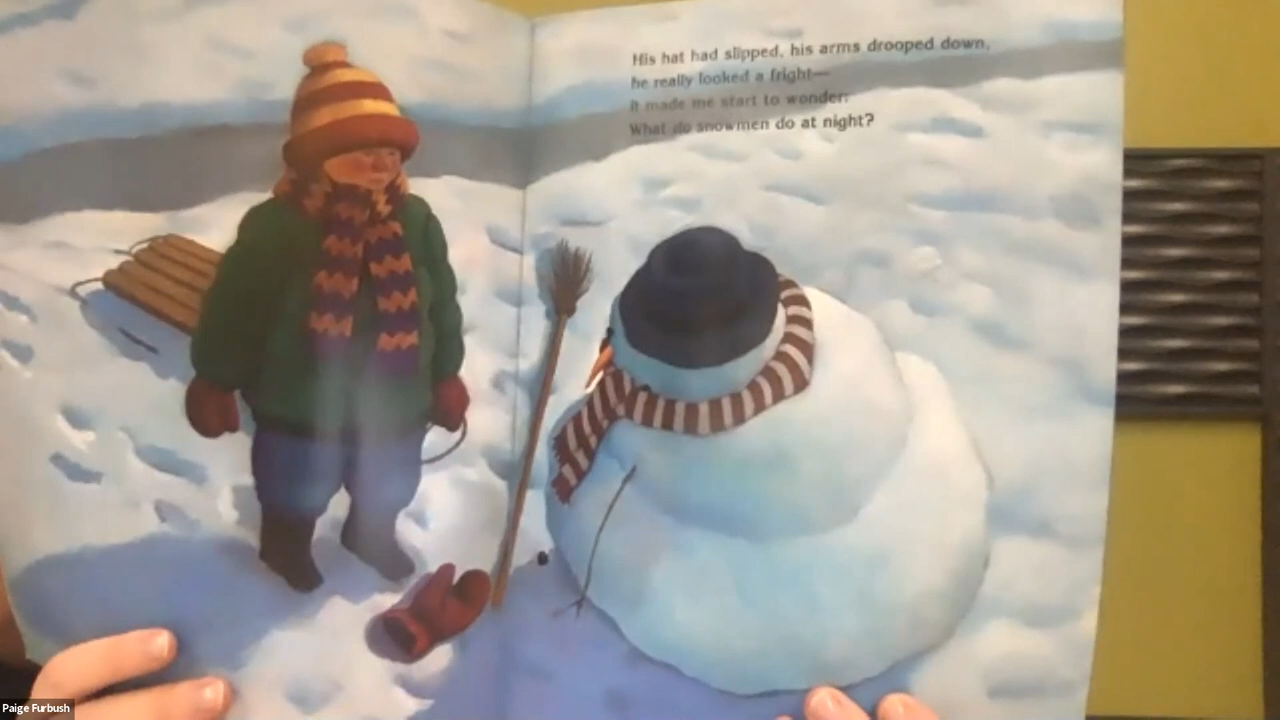 His hat had slipped, his arms drooped down,
he really looked a fright—
it made me start to wonder:
What do snowmen do at night?
Paige Furbush